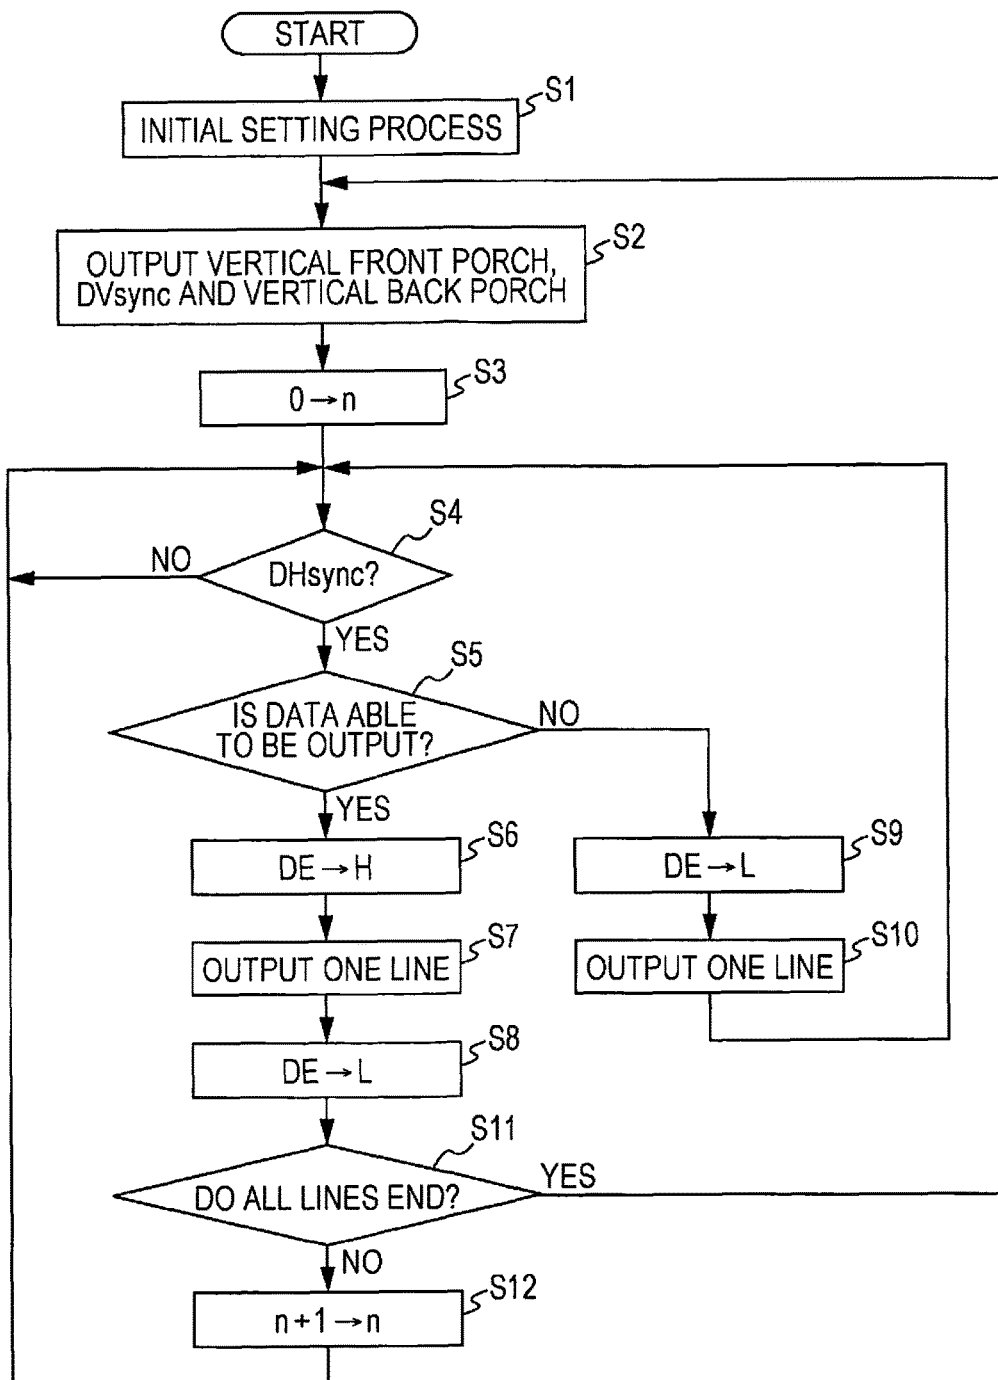 START
S1
INITIAL SETTING PROCESS
S2
OUTPUT VERTICAL FRONT PORCH,
DVsync AND VERTICAL BACK PORCH
S3
0→n
S4
NO
DHsync?
YES
S5
IS DATA ABLE
TO BE OUTPUT?
NO
YES
S6
DE→H
S9
DE→L
S7
OUTPUT ONE LINE
S10
OUTPUT ONE LINE
S8
DE→L
S11
DO ALL LINES END?
YES
NO
S12
n+1→n